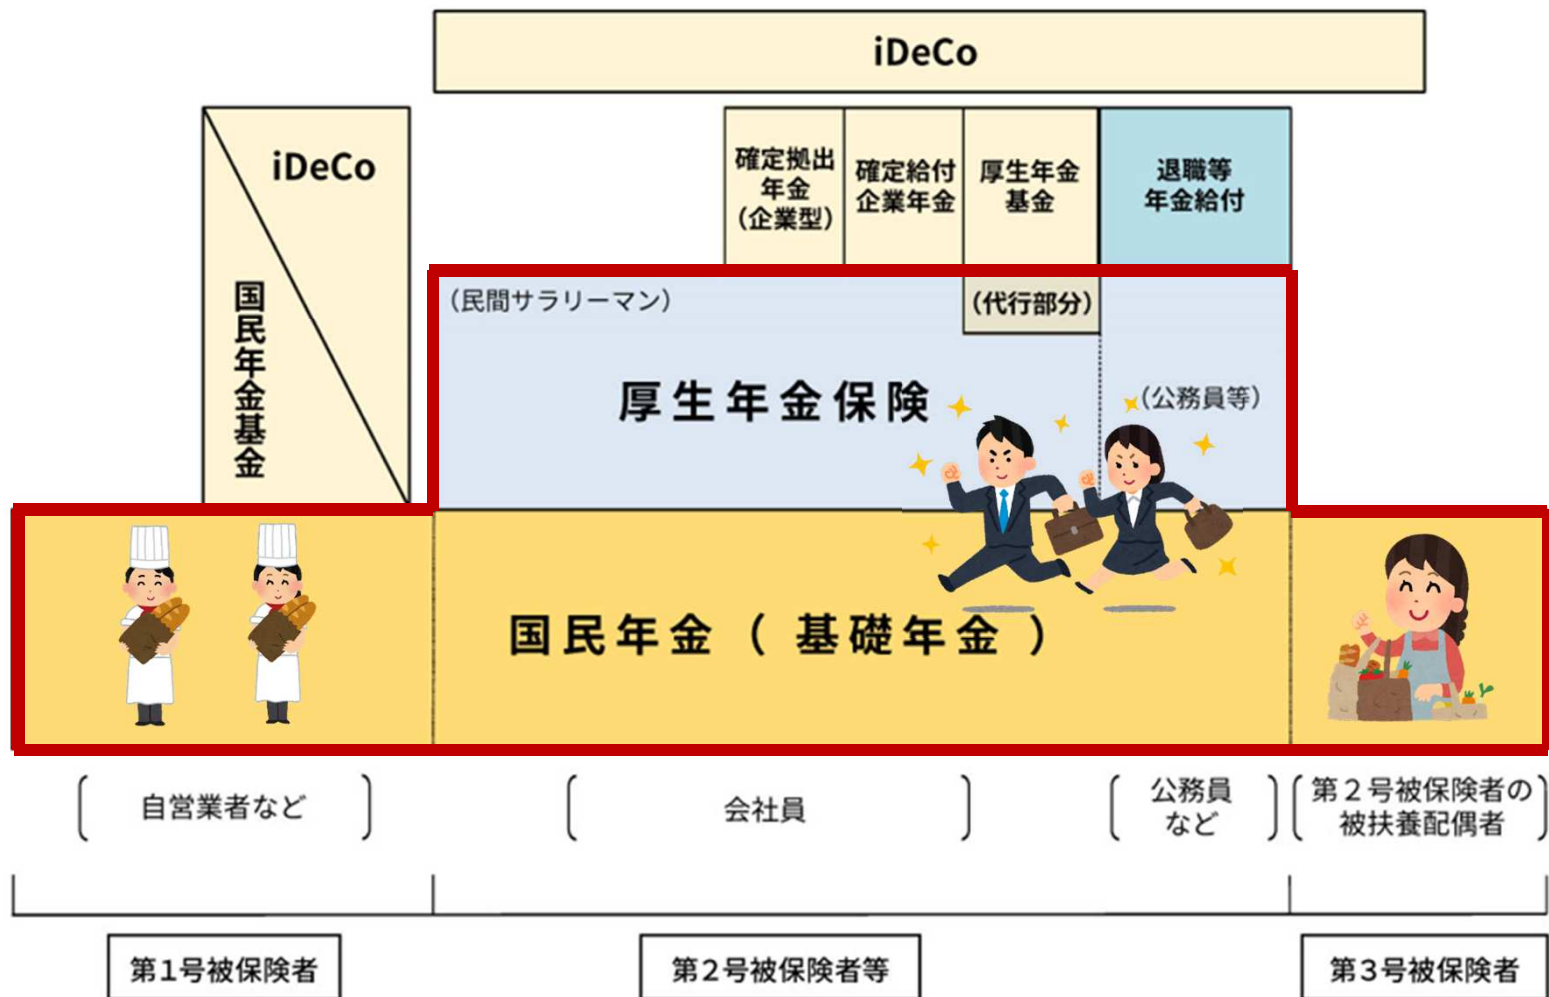 iDeCo
iDeCo
国民年金基金
確定拠出
年金
（企業型）
確定給付
企業年金
厚生年金
基金
退職等
年金給付
（民間サラリーマン）
（代行部分）
厚生年金保険
（公務員等）
国民年金（ 基礎年金 ）
自営業者など
会社員
公務員
など
第２号被保険者の
被扶養配偶者
第１号被保険者
第２号被保険者等
第３号被保険者